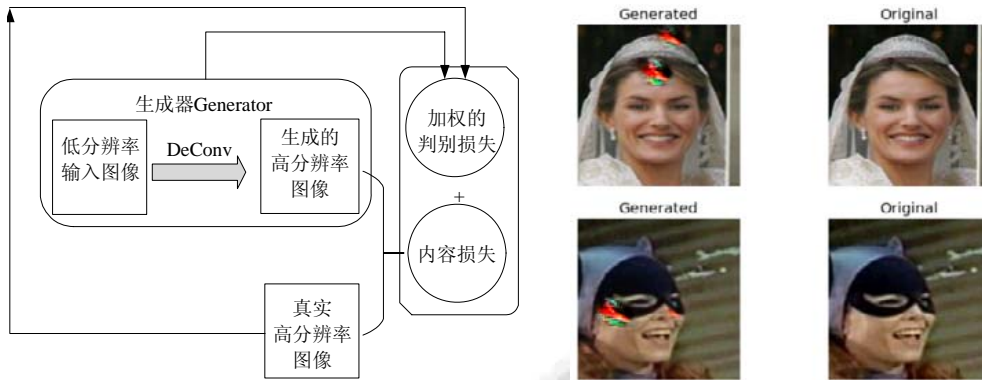 生成器Generator
低分辨率
输入图像
DeConv
生成的
高分辨率
图像
加权的
判别损失
+
内容损失
真实
高分辨率
图像
Generated
Original
Generated
Original